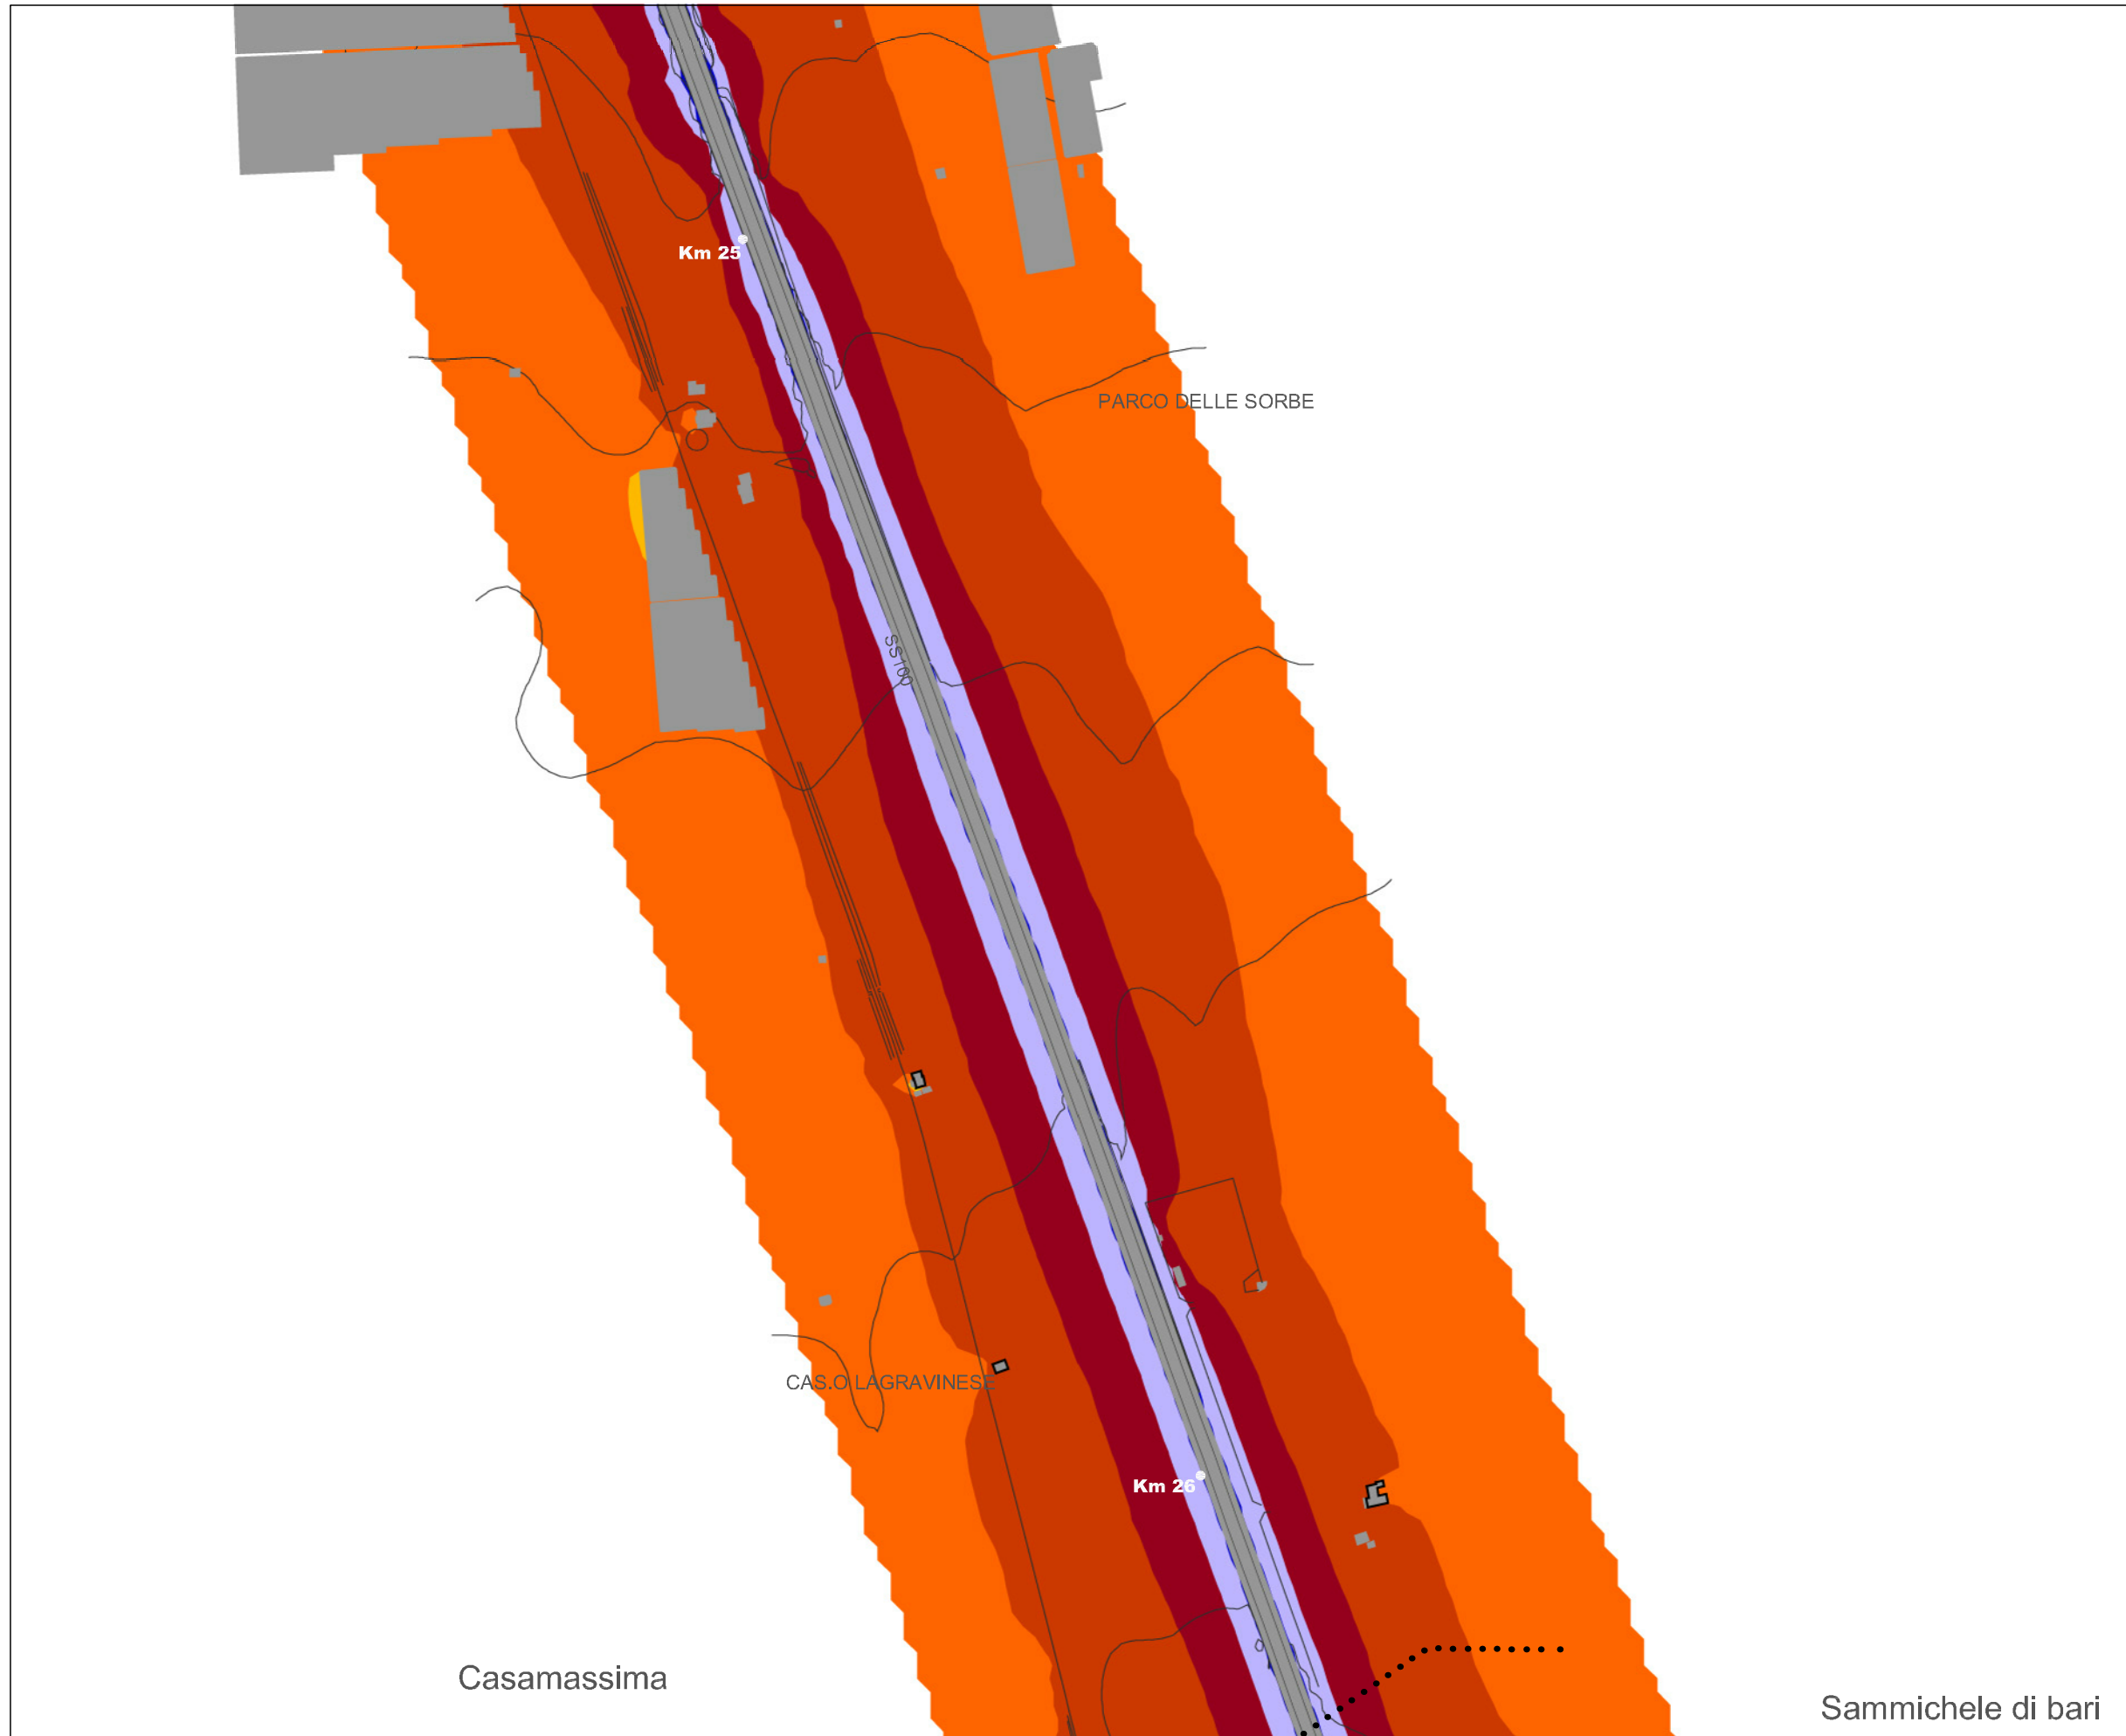 Km 25
PARCO DELLE SORBE
SS100
CAS.O LAGRAVINESE
Km 26
Casamassima
Sammichele di bari